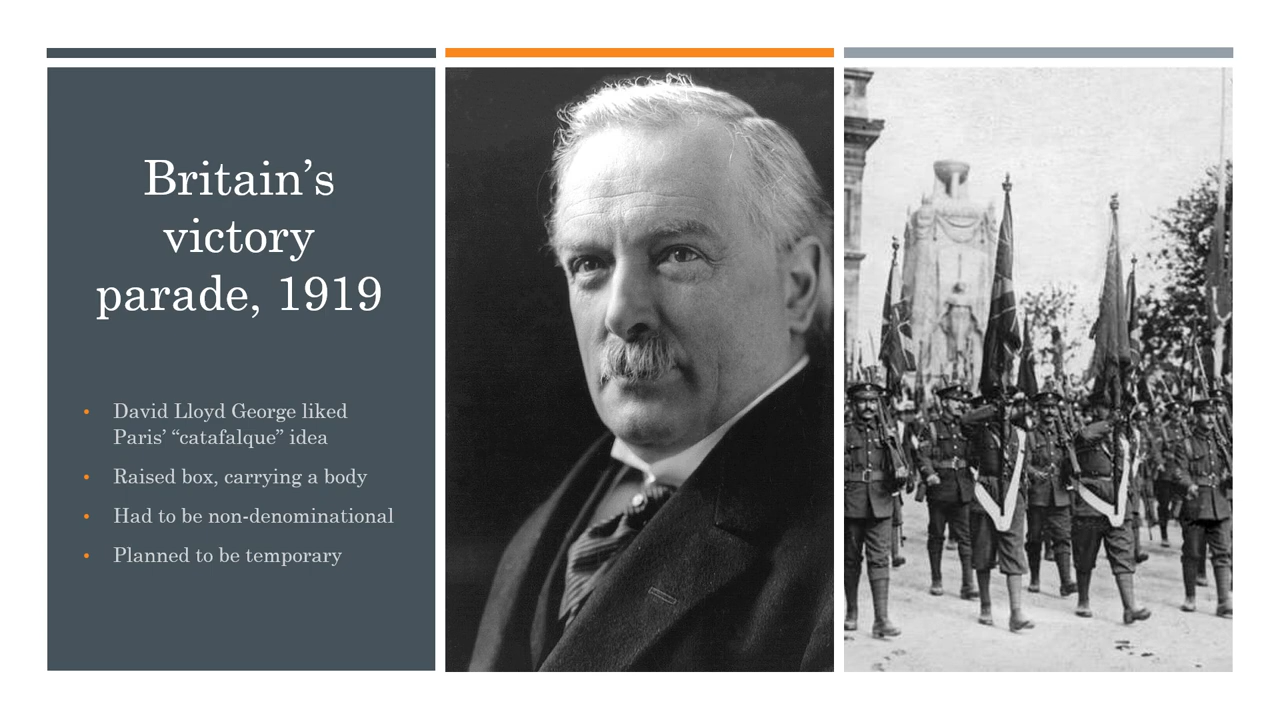 Britain’s
victory
parade, 1919
• David Lloyd George liked
Paris’ “catafalque” idea
• Raised box, carrying a body
• Had to be non-denominational
• Planned to be temporary